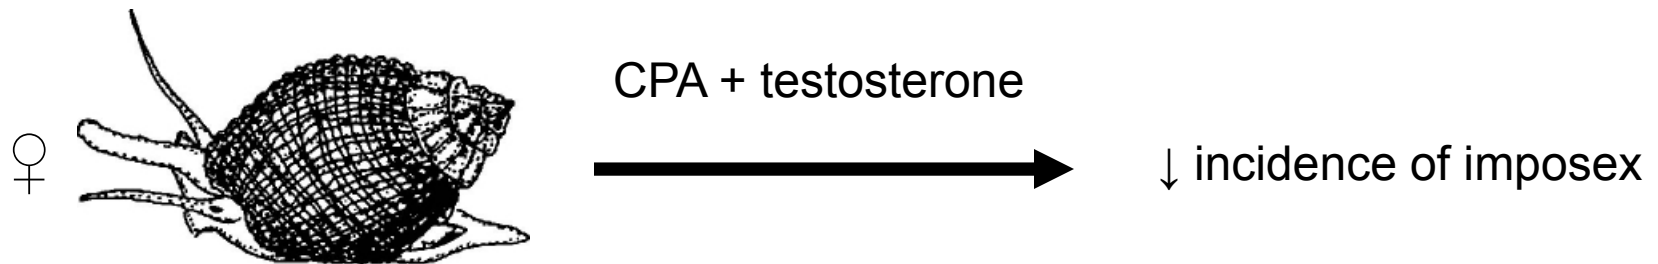 CPA + testosterone
♀
↓ incidence of imposex